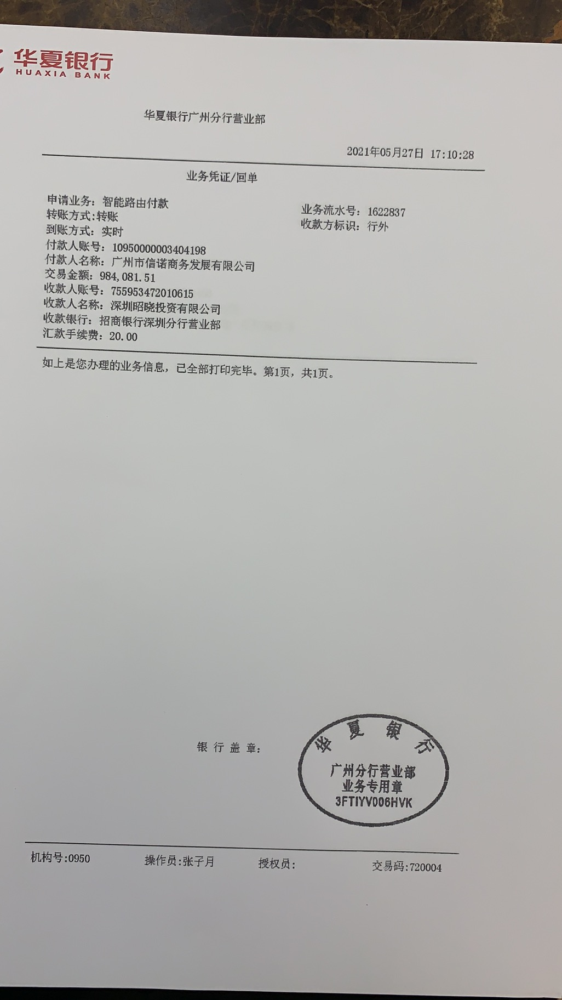 华夏银行
HUAXIA BANK
华夏银行广州分行营业部
2021年05月27日 17:10:28
业务凭证/回单
申请业务: 智能路由付款
业务流水号: 1622837
转账方式:转账
收款方标识: 行外
到账方式: 实时
付款人账号: 10950000003404198
付款人名称: 广州市信诺商务发展有限公司
交易金额: 984,081.51
收款人账号: 755953472010615
收款人名称: 深圳昭晓投资有限公司
收款银行: 招商银行深圳分行营业部
汇款手续费: 20.00
如上是您办理的业务信息, 已全部打印完毕。第1页, 共1页。
银 行 盖 章:
华夏银行
广州分行营业部
业务专用章
3FTIYV006HVK
机构号:0950 操作员:张子月 授权员: 交易码:720004